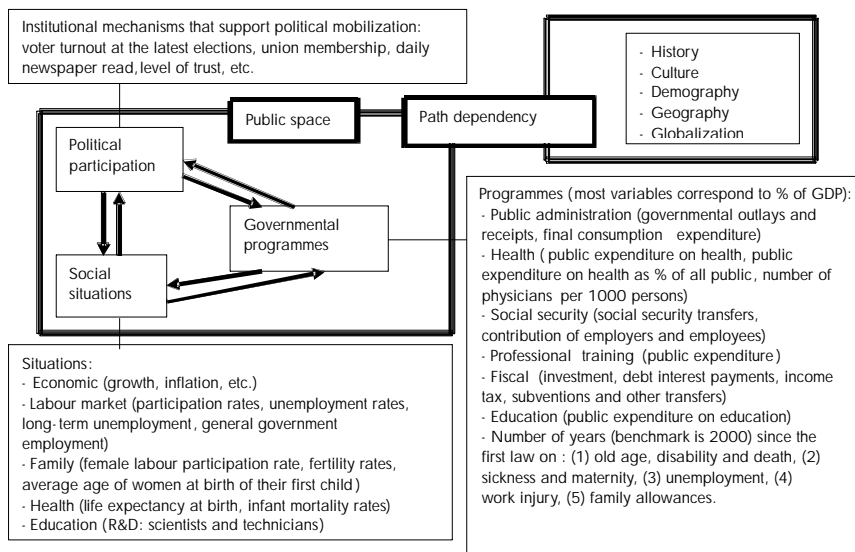 Institutional mechanisms that support political mobilization:
voter turnout at the latest elections, union membership, daily
newspaper read, level of trust, etc.
- History
- Culture
- Demography
- Geography
- Globalization
Public space
Path dependency
Political
participation
Governmental
programmes
Social
situations
Programmes (most variables correspond to % of GDP):
- Public administration (governmental outlays and
receipts, final consumption expenditure)
- Health (public expenditure on health, public
expenditure on health as % of all public, number of
physicians per 1000 persons)
- Social security (social security transfers,
contribution of employers and employees)
- Professional training (public expenditure)
- Fiscal (investment, debt interest payments, income
tax, subventions and other transfers)
- Education (public expenditure on education)
- Number of years (benchmark is 2000) since the
first law on : (1) old age, disability and death, (2)
sickness and maternity, (3) unemployment, (4)
work injury, (5) family allowances.
Situations:
- Economic (growth, inflation, etc.)
- Labour market (participation rates, unemployment rates,
long-term unemployment, general government
employment)
- Family (female labour participation rate, fertility rates,
average age of women at birth of their first child)
- Health (life expectancy at birth, infant mortality rates)
- Education (R&D: scientists and technicians)